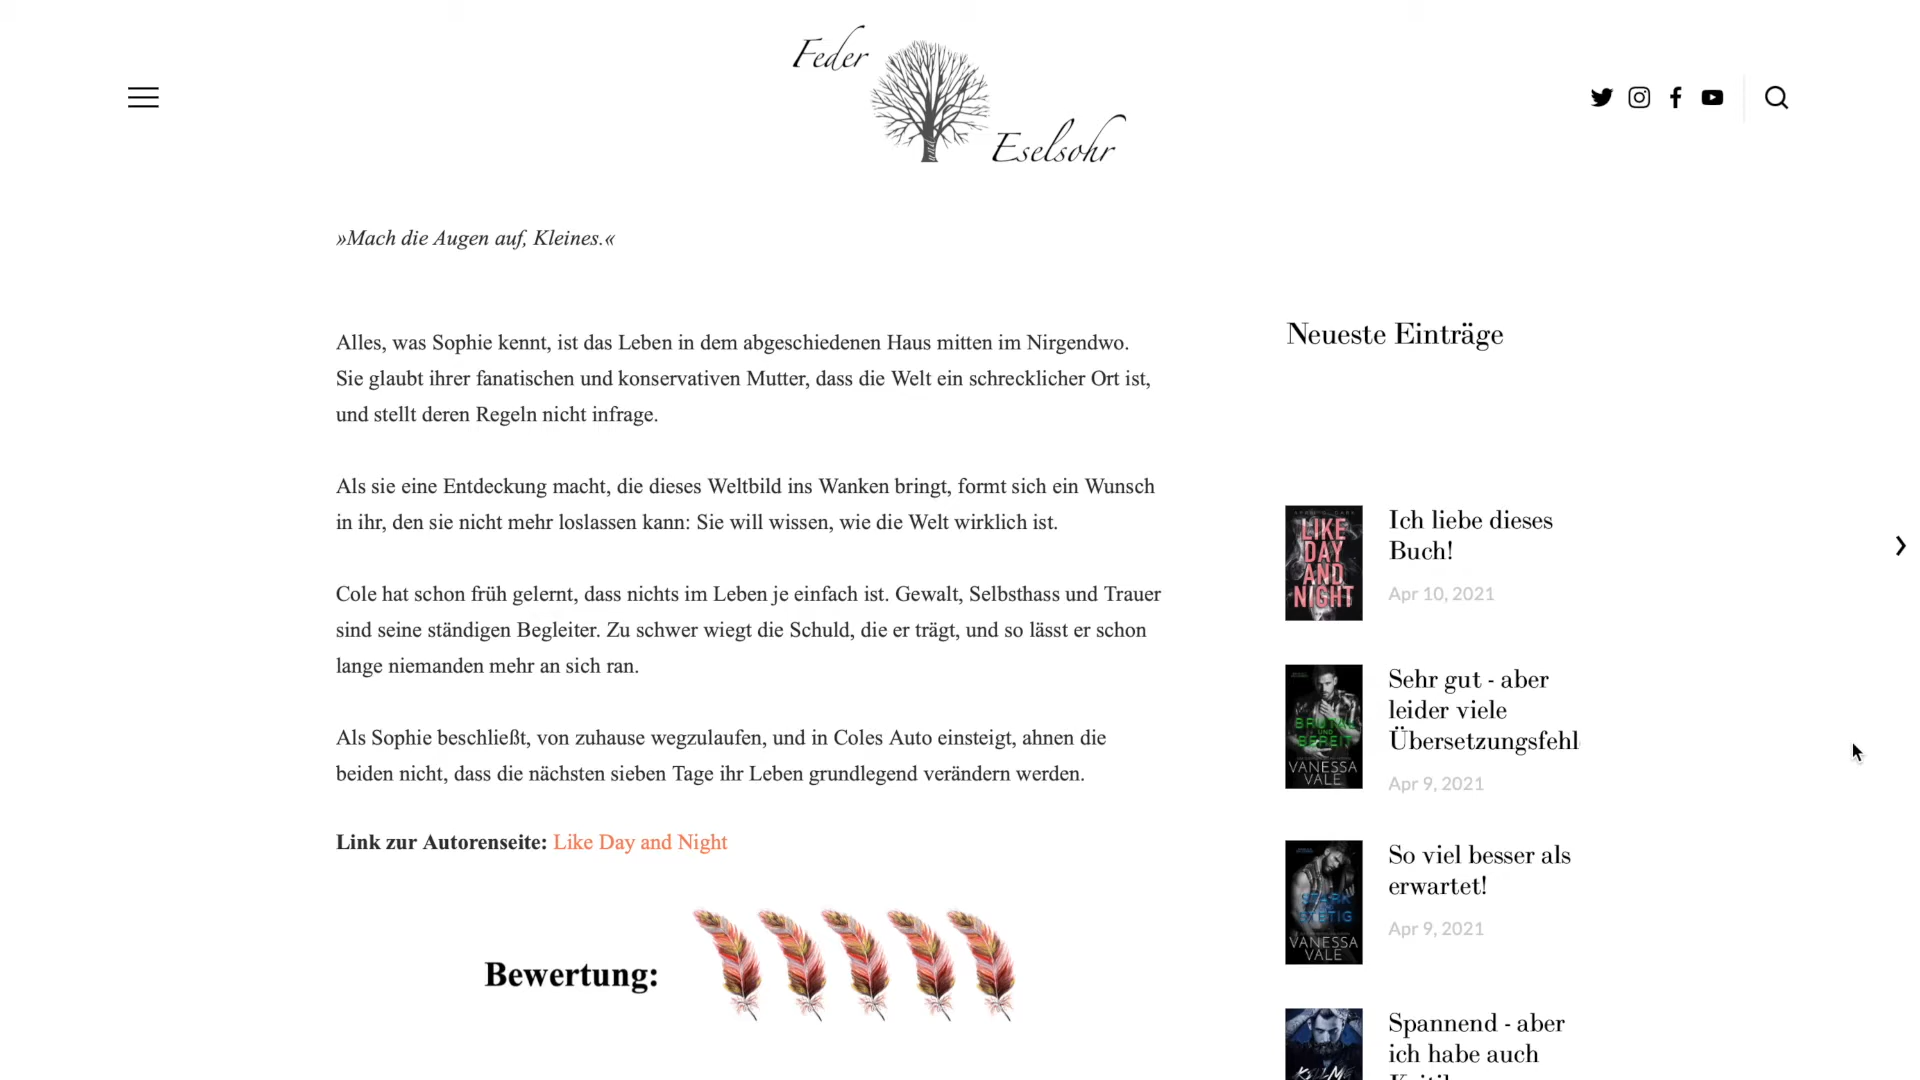 Feder
und
Eselsohr
»Mach die Augen auf, Kleines.«
Alles, was Sophie kennt, ist das Leben in dem abgeschiedenen Haus mitten im Nirgendwo.
Sie glaubt ihrer fanatischen und konservativen Mutter, dass die Welt ein schrecklicher Ort ist,
und stellt deren Regeln nicht infrage.
Als sie eine Entdeckung macht, die dieses Weltbild ins Wanken bringt, formt sich ein Wunsch
in ihr, den sie nicht mehr loslassen kann: Sie will wissen, wie die Welt wirklich ist.
Cole hat schon früh gelernt, dass nichts im Leben je einfach ist. Gewalt, Selbsthass und Trauer
sind seine ständigen Begleiter. Zu schwer wiegt die Schuld, die er trägt, und so lässt er schon
lange niemanden mehr an sich ran.
Als Sophie beschließt, von zuhause wegzulaufen, und in Coles Auto einsteigt, ahnen die
beiden nicht, dass die nächsten sieben Tage ihr Leben grundlegend verändern werden.
Link zur Autorenseite: Like Day and Night
Bewertung:
Neueste Einträge
LIKE
DAY
AND
NIGHT
Ich liebe dieses
Buch!
Apr 10, 2021
BRUTAL
UND
BEREIT
VANESSA
VALE
Sehr gut - aber
leider viele
Übersetzungsfehl
Apr 9, 2021
STARK
STETIG
VANESSA
VALE
So viel besser als
erwartet!
Apr 9, 2021
Spannend - aber
ich habe auch